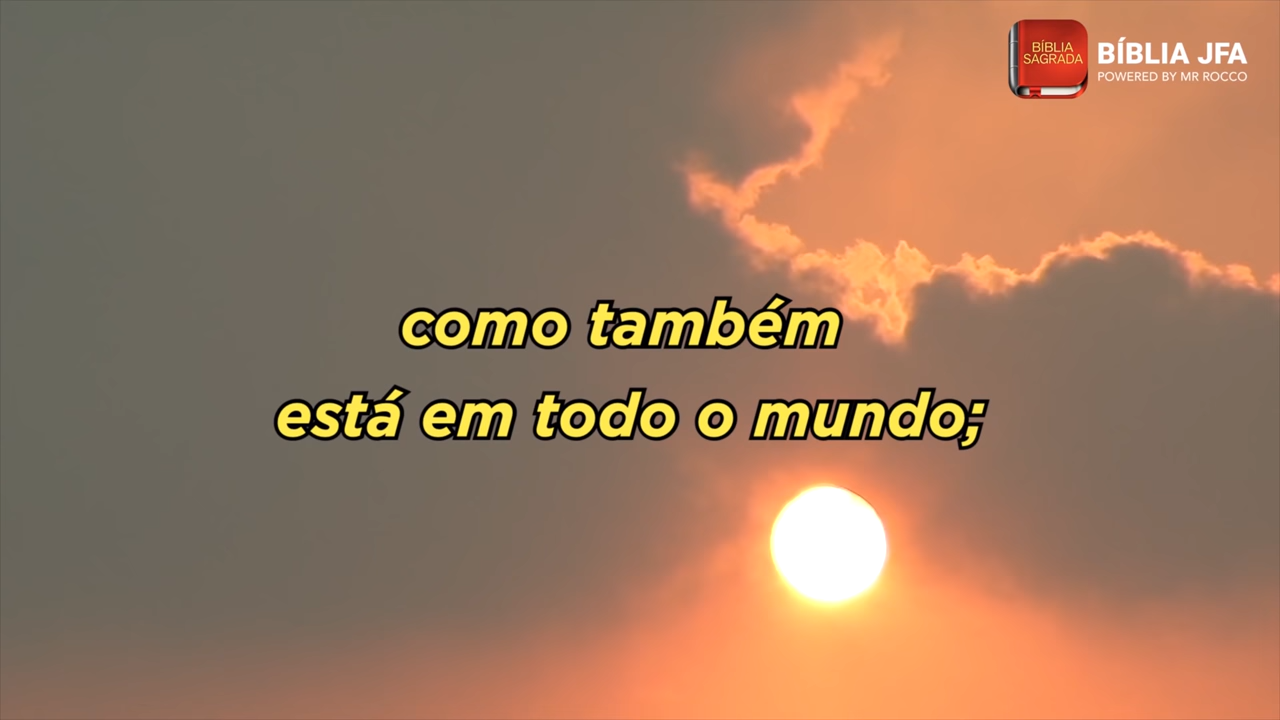 BÍBLIA
SAGRADA
BÍBLIA JFA
POWERED BY MR ROCCO
como também
está em todo o mundo;